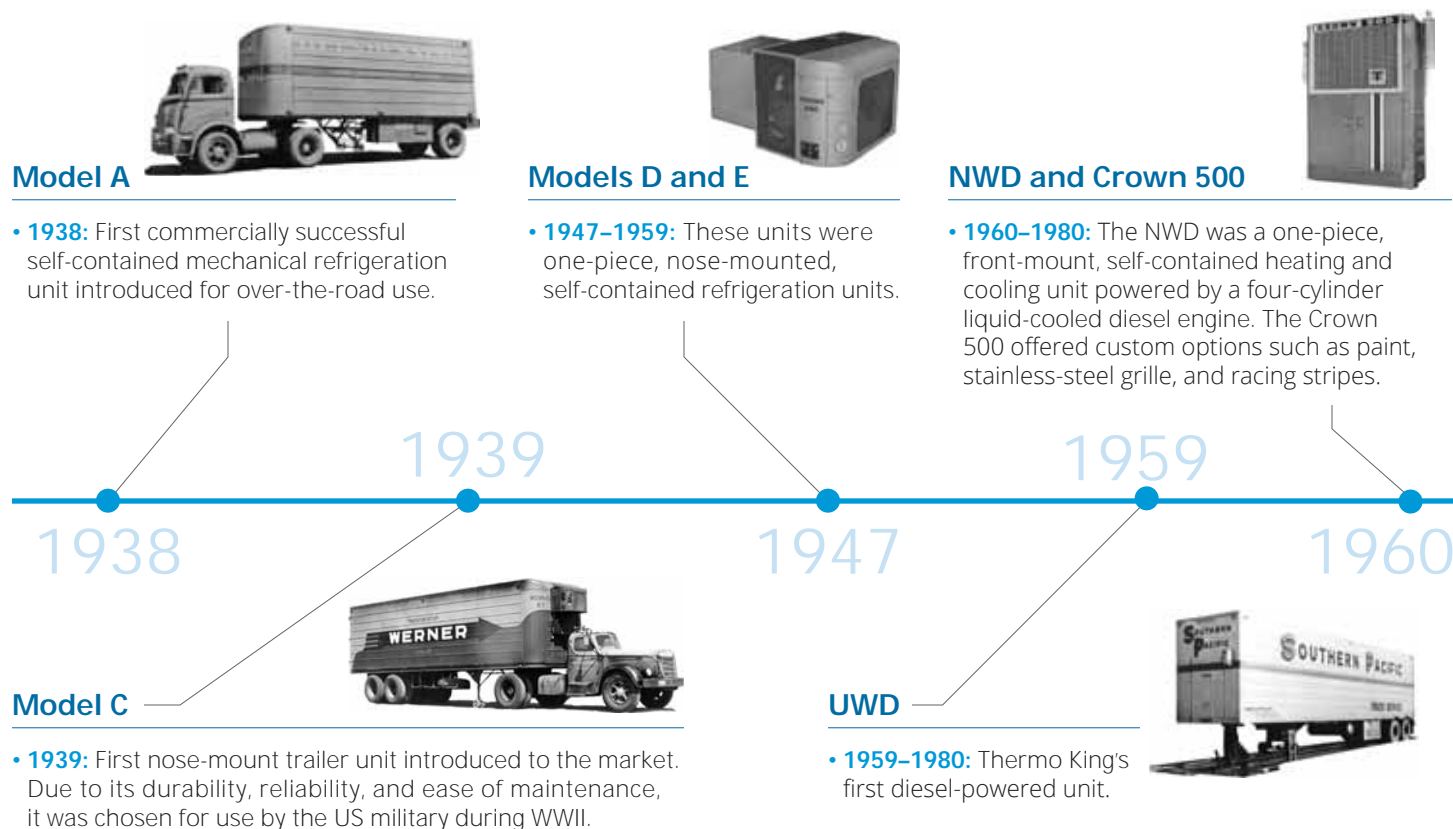 Model A
• 1938: First commercially successful
self-contained mechanical refrigeration
unit introduced for over-the-road use.
Models D and E
• 1947–1959: These units were
one-piece, nose-mounted,
self-contained refrigeration units.
CROWN 500
NWD and Crown 500
• 1960–1980: The NWD was a one-piece,
front-mount, self-contained heating and
cooling unit powered by a four-cylinder
liquid-cooled diesel engine. The Crown
500 offered custom options such as paint,
stainless-steel grille, and racing stripes.
1938
1939
1947
1959
1960
WERNER
Model C
• 1939: First nose-mount trailer unit introduced to the market.
Due to its durability, reliability, and ease of maintenance,
it was chosen for use by the US military during WWII.
SOUTHERN
PACIFIC
SOUTHERN PACIFIC
UWD
• 1959–1980: Thermo King’s
first diesel-powered unit.